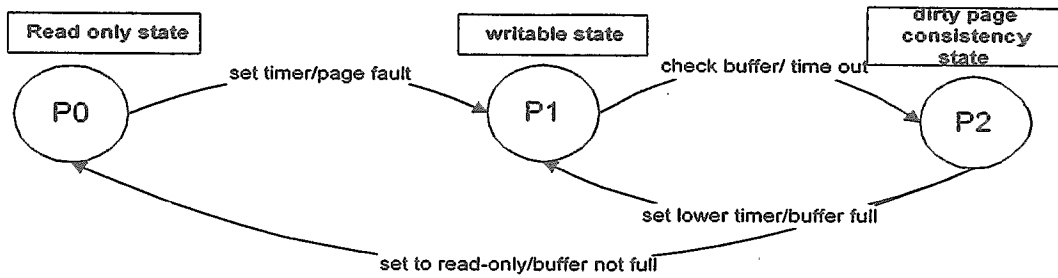 Read only state
writable state
dirty page
consistency
state
set timer/page fault
check buffer/ time out
P0
P1
P2
set lower timer/buffer full
set to read-only/buffer not full